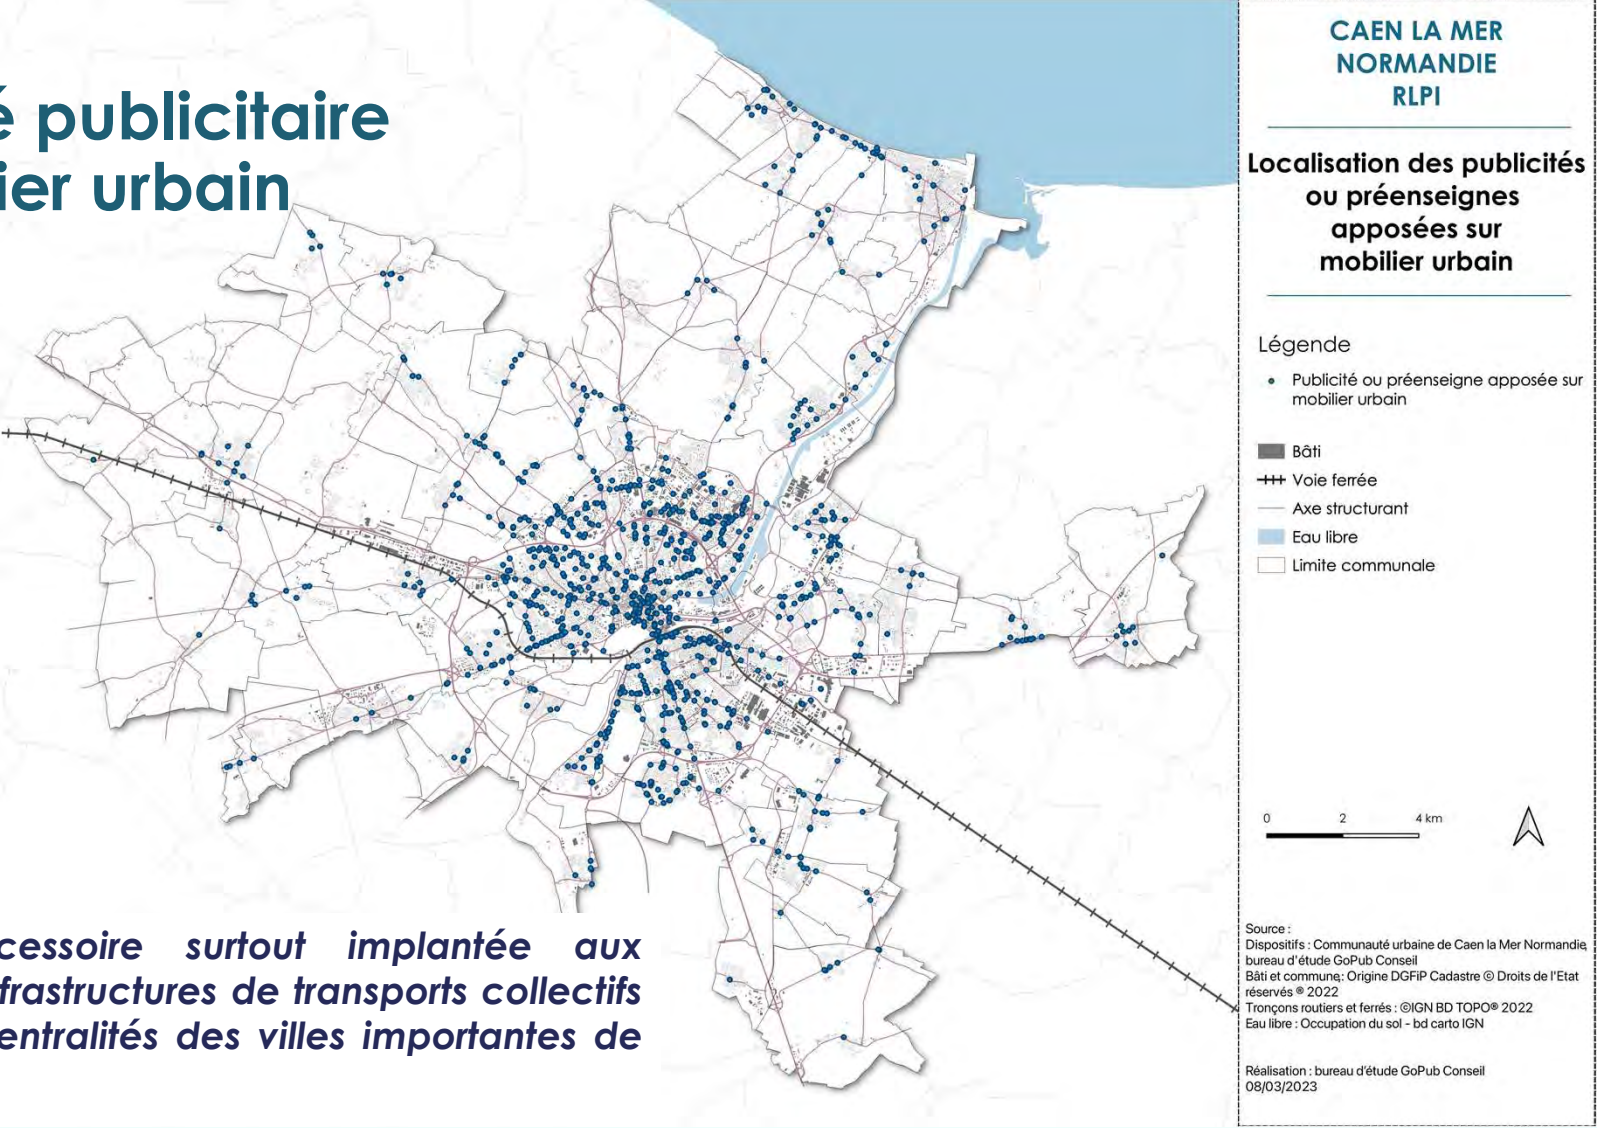 é publicitaire
ier urbain
cessoire surtout implantée aux
frastructures de transports collectifs
entralités des villes importantes de
CAEN LA MER
NORMANDIE
RLPI
Localisation des publicités
ou préenseignes
apposées sur
mobilier urbain
Légende
Publicité ou préenseigne apposée sur
mobilier urbain
Bâti
Voie ferrée
Axe structurant
Eau libre
Limite communale
0 2 4 km
Source :
Dispositifs : Communauté urbaine de Caen la Mer Normandie,
bureau d'étude GoPub Conseil
Bâti et commune : Origine DGFiP Cadastre © Droits de l'Etat
réservés ® 2022
Tronçons routiers et ferrés : ©IGN BD TOPO® 2022
Eau libre : Occupation du sol - bd carto IGN
Réalisation : bureau d'étude GoPub Conseil
08/03/2023